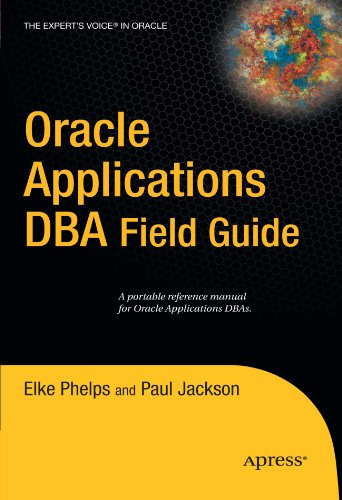 THE EXPERT'S VOICE® IN ORACLE
Oracle
Applications
DBA Field Guide
A portable reference manual
for Oracle Applications DBAs.
Elke Phelps and Paul Jackson
Apress®